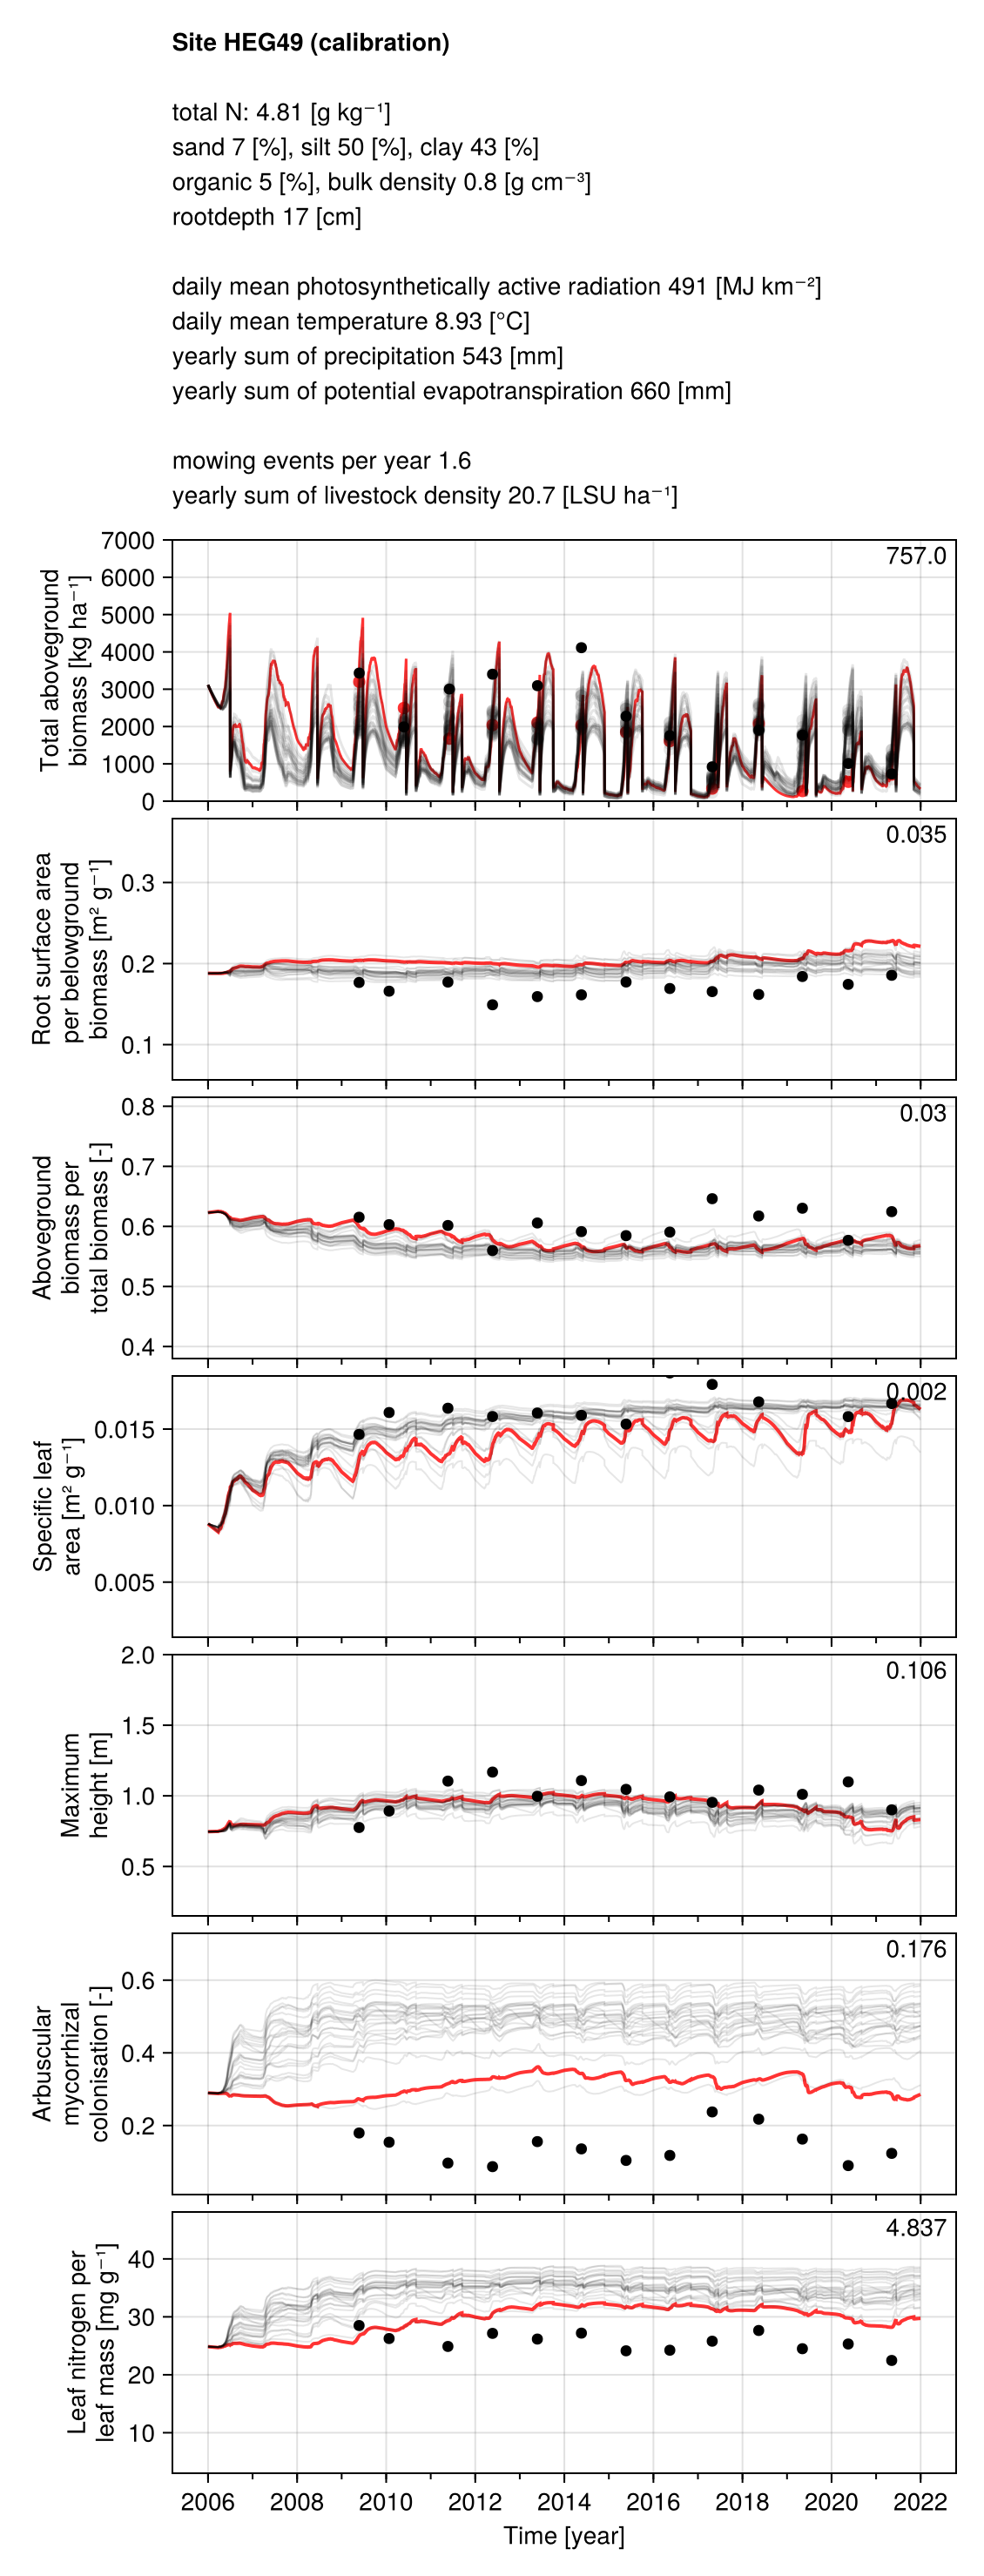 Site HEG49 (calibration)
total N: 4.81 [g kg⁻¹]
sand 7 [%], silt 50 [%], clay 43 [%]
organic 5 [%], bulk density 0.8 [g cm⁻³]
rootdepth 17 [cm]
daily mean photosynthetically active radiation 491 [MJ km⁻²]
daily mean temperature 8.93 [°C]
yearly sum of precipitation 543 [mm]
yearly sum of potential evapotranspiration 660 [mm]
mowing events per year 1.6
yearly sum of livestock density 20.7 [LSU ha⁻¹]
Total aboveground
biomass [kg ha⁻¹]
7000
6000
5000
4000
3000
2000
1000
0
757.0
Root surface area
per belowground
biomass [m² g⁻¹]
0.3
0.2
0.1
0.035
Aboveground
biomass per
total biomass [-]
0.8
0.7
0.6
0.5
0.4
0.03
Specific leaf
area [m² g⁻¹]
0.015
0.010
0.005
0.002
Maximum
height [m]
2.0
1.5
1.0
0.5
0.106
Arbuscular
mycorrhizal
colonisation [-]
0.6
0.4
0.2
0.176
Leaf nitrogen per
leaf mass [mg g⁻¹]
40
30
20
10
4.837
2006 2008 2010 2012 2014 2016 2018 2020 2022
Time [year]